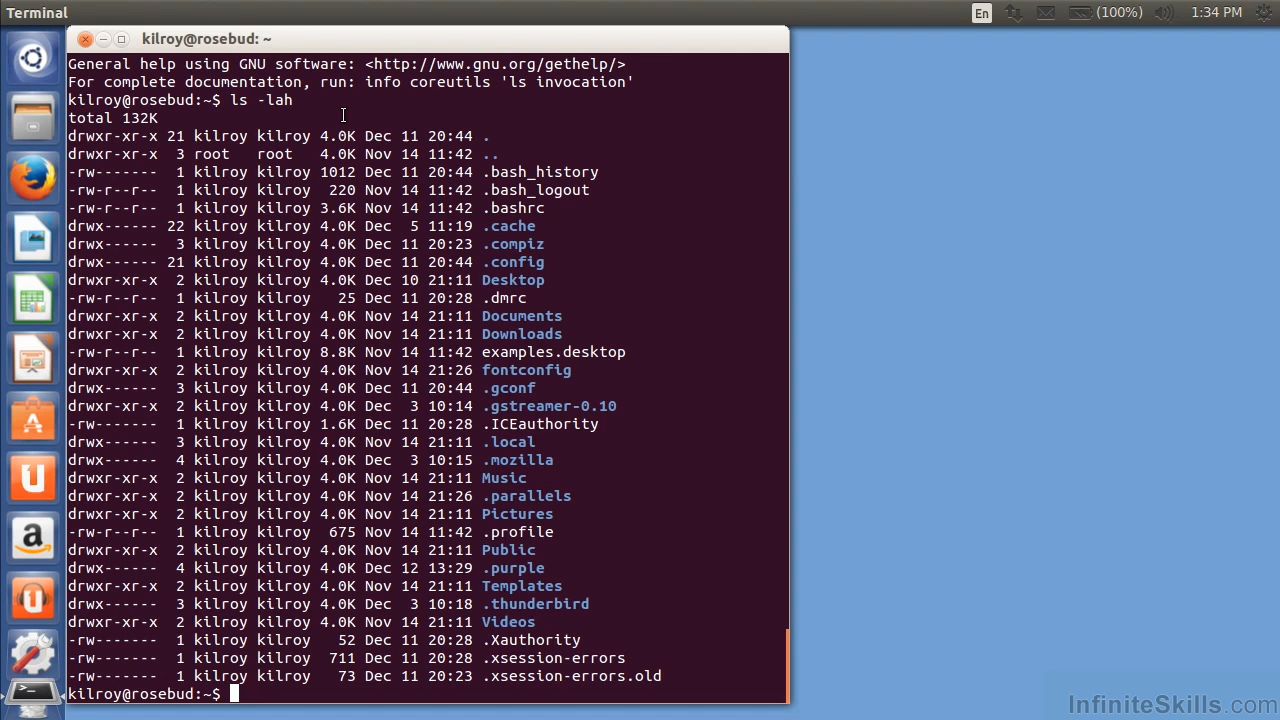 Terminal
En
(100%)
1:34 PM
kilroy@rosebud: ~
General help using GNU software: <http://www.gnu.org/gethelp/>
For complete documentation, run: info coreutils 'ls invocation'
kilroy@rosebud:~$ ls -lah
total 132K
drwxr-xr-x 21 kilroy kilroy 4.0K Dec 11 20:44 .
drwxr-xr-x  3 root   root   4.0K Nov 14 11:42 ..
-rw-------  1 kilroy kilroy 1012 Dec 11 20:44 .bash_history
-rw-r--r--  1 kilroy kilroy  220 Nov 14 11:42 .bash_logout
-rw-r--r--  1 kilroy kilroy 3.6K Nov 14 11:42 .bashrc
drwx------ 22 kilroy kilroy 4.0K Dec  5 11:19 .cache
drwx------  3 kilroy kilroy 4.0K Dec 11 20:23 .compiz
drwx------ 21 kilroy kilroy 4.0K Dec 11 20:44 .config
drwxr-xr-x  2 kilroy kilroy 4.0K Dec 10 21:11 Desktop
-rw-r--r--  1 kilroy kilroy   25 Dec 11 20:28 .dmrc
drwxr-xr-x  2 kilroy kilroy 4.0K Nov 14 21:11 Documents
drwxr-xr-x  2 kilroy kilroy 4.0K Nov 14 21:11 Downloads
-rw-r--r--  1 kilroy kilroy 8.8K Nov 14 11:42 examples.desktop
drwxr-xr-x  2 kilroy kilroy 4.0K Nov 14 21:26 fontconfig
drwx------  3 kilroy kilroy 4.0K Dec 11 20:44 .gconf
drwxr-xr-x  2 kilroy kilroy 4.0K Dec  3 10:14 .gstreamer-0.10
-rw-------  1 kilroy kilroy 1.6K Dec 11 20:28 .ICEauthority
drwx------  3 kilroy kilroy 4.0K Nov 14 21:11 .local
drwx------  4 kilroy kilroy 4.0K Dec  3 10:15 .mozilla
drwxr-xr-x  2 kilroy kilroy 4.0K Nov 14 21:11 Music
drwxr-xr-x  2 kilroy kilroy 4.0K Nov 14 21:26 .parallels
drwxr-xr-x  2 kilroy kilroy 4.0K Nov 14 21:11 Pictures
-rw-r--r--  1 kilroy kilroy  675 Nov 14 11:42 .profile
drwxr-xr-x  2 kilroy kilroy 4.0K Nov 14 21:11 Public
drwx------  4 kilroy kilroy 4.0K Dec 12 13:29 .purple
drwxr-xr-x  2 kilroy kilroy 4.0K Nov 14 21:11 Templates
drwx------  3 kilroy kilroy 4.0K Dec  3 10:18 .thunderbird
drwxr-xr-x  2 kilroy kilroy 4.0K Nov 14 21:11 Videos
-rw-------  1 kilroy kilroy   52 Dec 11 20:28 .Xauthority
-rw-------  1 kilroy kilroy  711 Dec 11 20:28 .xsession-errors
-rw-------  1 kilroy kilroy   73 Dec 11 20:23 .xsession-errors.old
kilroy@rosebud:~$
InfiniteSkills.com